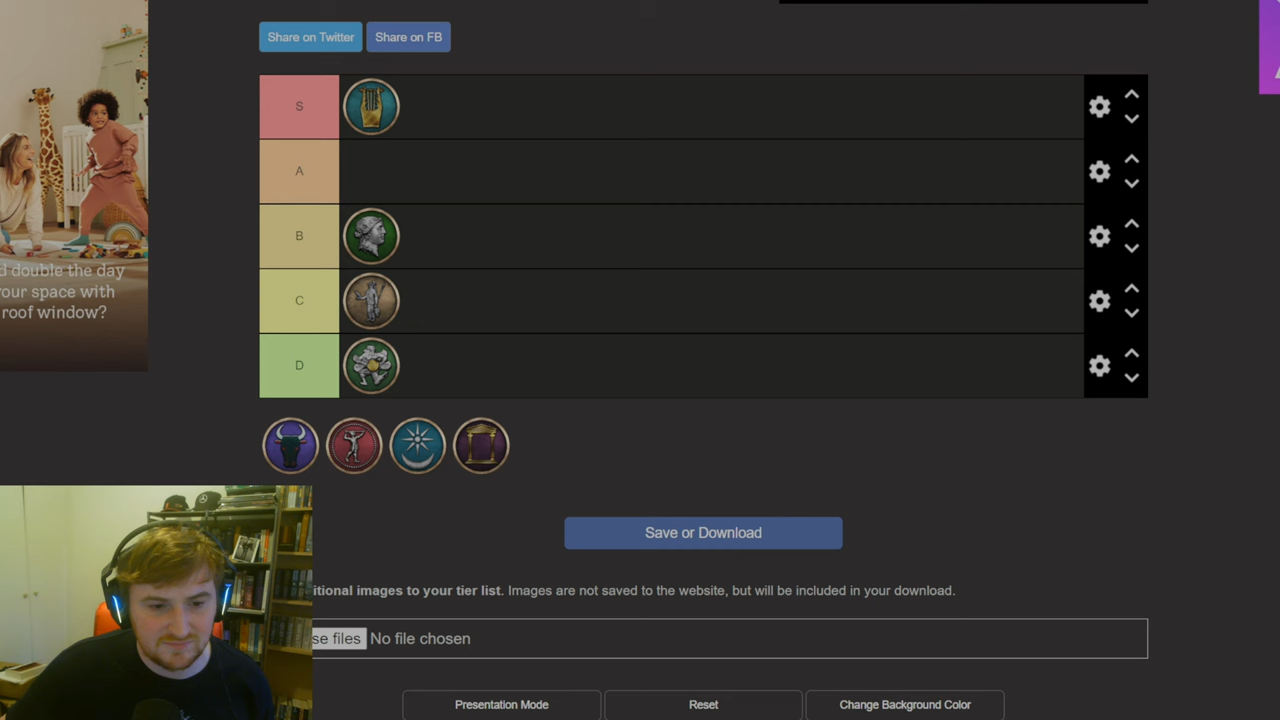 Share on Twitter
Share on FB
S
A
B
C
D
d double the day
our space with
roof window?
Save or Download
itional images to your tier list. Images are not saved to the website, but will be included in your download.
se files No file chosen
Presentation Mode
Reset
Change Background Color